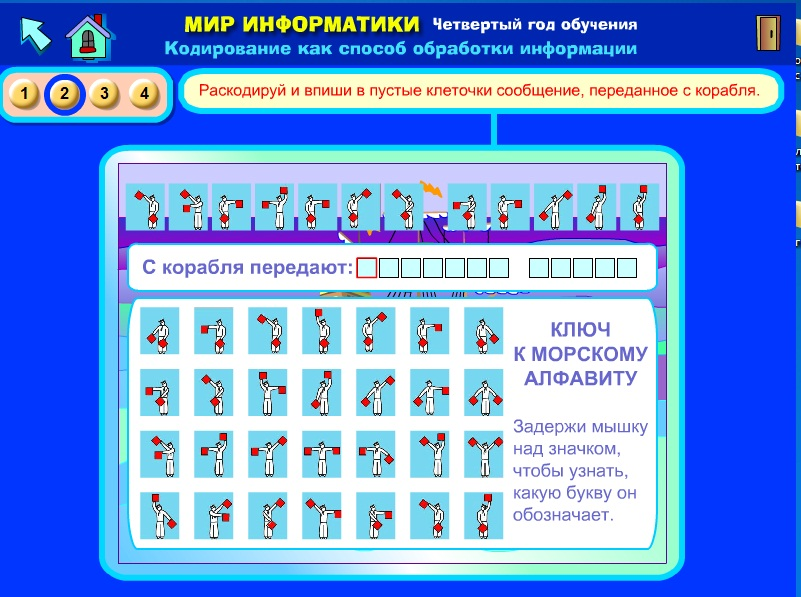 МИР ИНФОРМАТИКИ Четвертый год обучения
Кодирование как способ обработки информации
1 2 3 4
Раскодируй и впиши в пустые клеточки сообщение, переданное с корабля.
С корабля передают:
КЛЮЧ
К МОРСКОМУ
АЛФАВИТУ
Задержи мышку
над значком,
чтобы узнать,
какую букву он
обозначает.